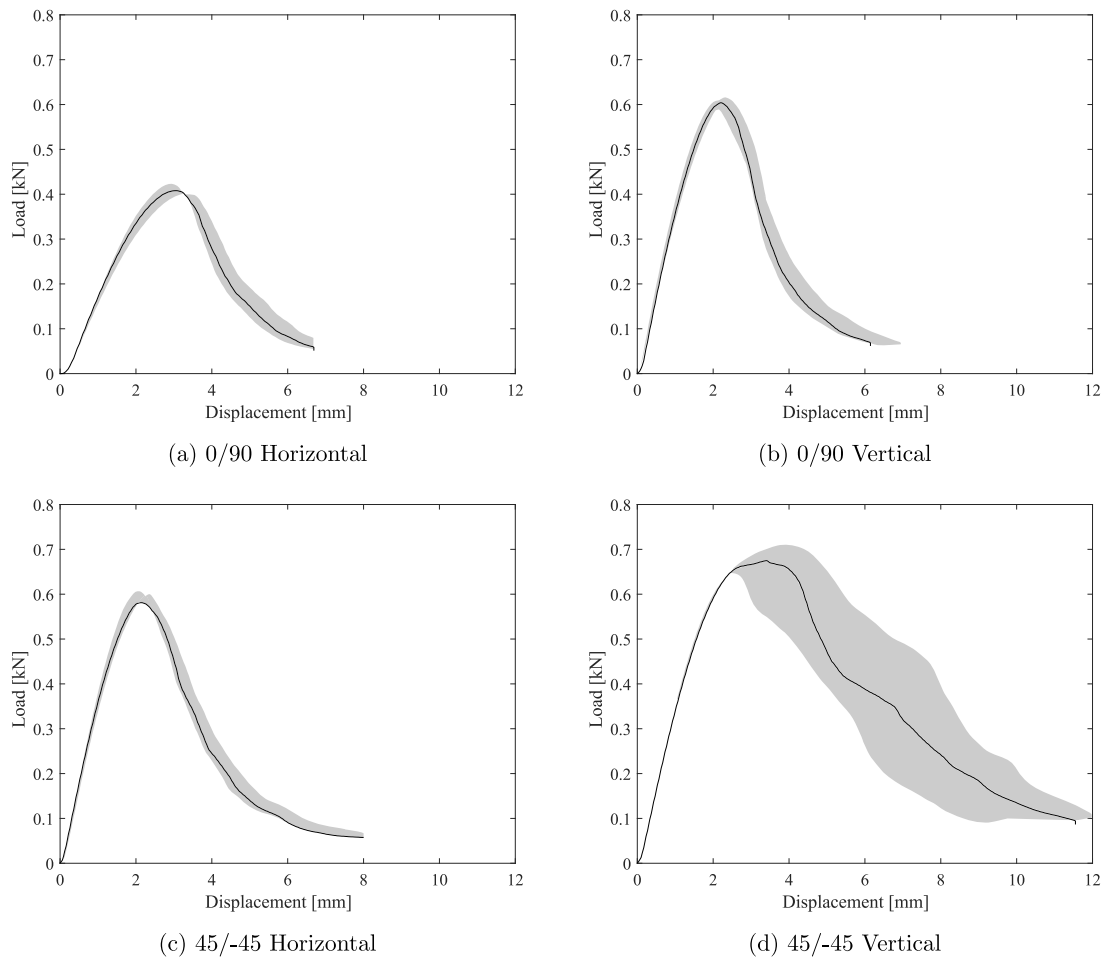 0.8
0.7
0.6
0.5
0.4
0.3
0.2
0.1
0
Load [kN]
0 2 4 6 8 10 12
Displacement [mm]
(a) 0/90 Horizontal
0.8
0.7
0.6
0.5
0.4
0.3
0.2
0.1
0
Load [kN]
0 2 4 6 8 10 12
Displacement [mm]
(b) 0/90 Vertical
0.8
0.7
0.6
0.5
0.4
0.3
0.2
0.1
0
Load [kN]
0 2 4 6 8 10 12
Displacement [mm]
(c) 45/-45 Horizontal
0.8
0.7
0.6
0.5
0.4
0.3
0.2
0.1
0
Load [kN]
0 2 4 6 8 10 12
Displacement [mm]
(d) 45/-45 Vertical